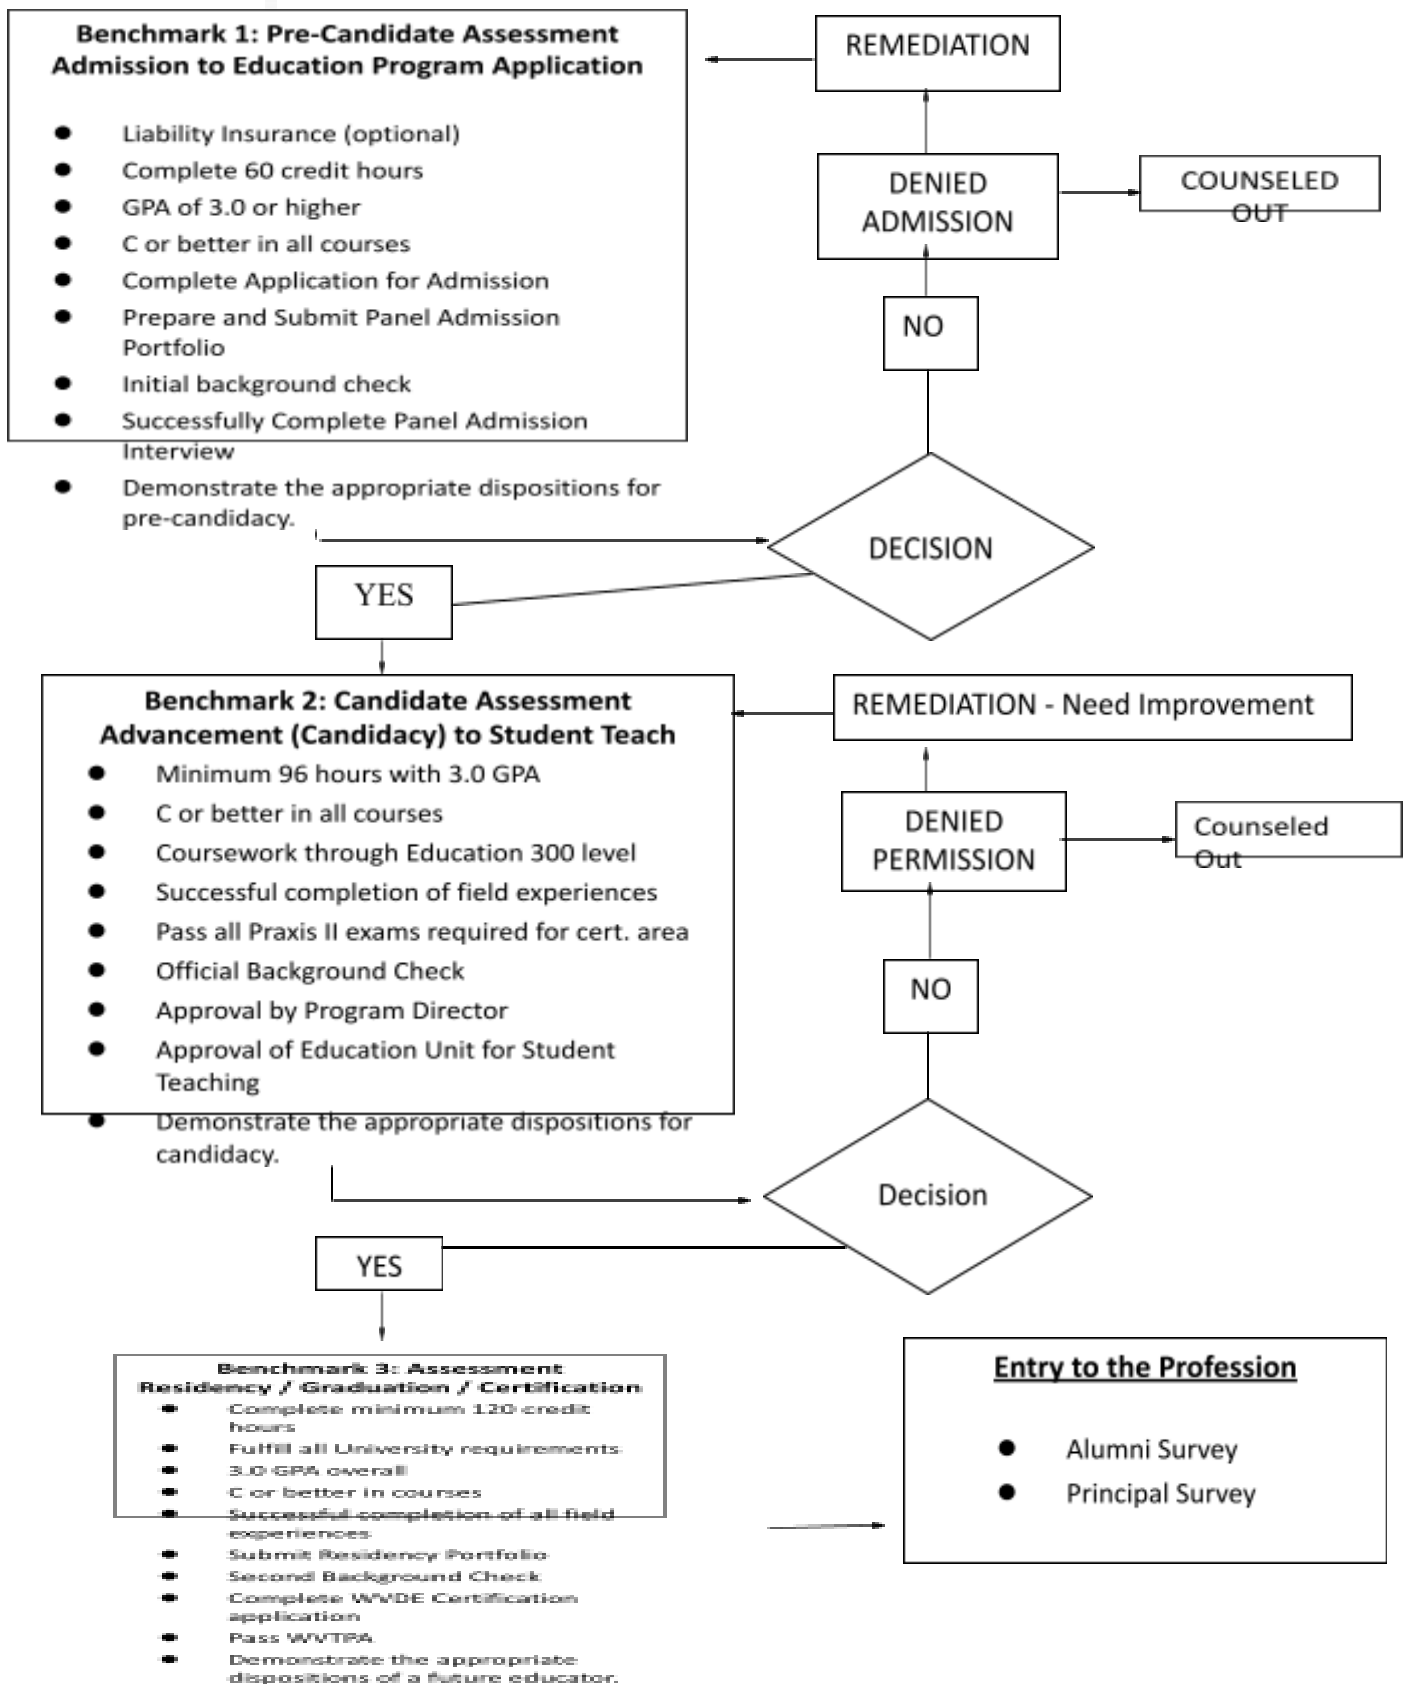 Benchmark 1: Pre-Candidate Assessment
Admission to Education Program Application
● Liability Insurance (optional)
● Complete 60 credit hours
● GPA of 3.0 or higher
● C or better in all courses
● Complete Application for Admission
● Prepare and Submit Panel Admission
Portfolio
● Initial background check
● Successfully Complete Panel Admission
Interview
● Demonstrate the appropriate dispositions for
pre-candidacy.
REMEDIATION
DENIED
ADMISSION
COUNSELED
OUT
NO
DECISION
YES
Benchmark 2: Candidate Assessment
Advancement (Candidacy) to Student Teach
● Minimum 96 hours with 3.0 GPA
● C or better in all courses
● Coursework through Education 300 level
● Successful completion of field experiences
● Pass all Praxis II exams required for cert. area
● Official Background Check
● Approval by Program Director
● Approval of Education Unit for Student
Teaching
● Demonstrate the appropriate dispositions for
candidacy.
REMEDIATION - Need Improvement
DENIED
PERMISSION
Counseled
Out
NO
Decision
YES
Benchmark 3: Assessment
Residency / Graduation / Certification
● Complete minimum 120 credit
hours
● Fulfill all University requirements
● 3.0 GPA overall
● C or better in courses
● Successful completion of all field
experiences
● Submit Residency Portfolio
● Second Background Check
● Complete WVDE Certification
application
● Pass WVTPA
● Demonstrate the appropriate
dispositions of a future educator.
Entry to the Profession
● Alumni Survey
● Principal Survey